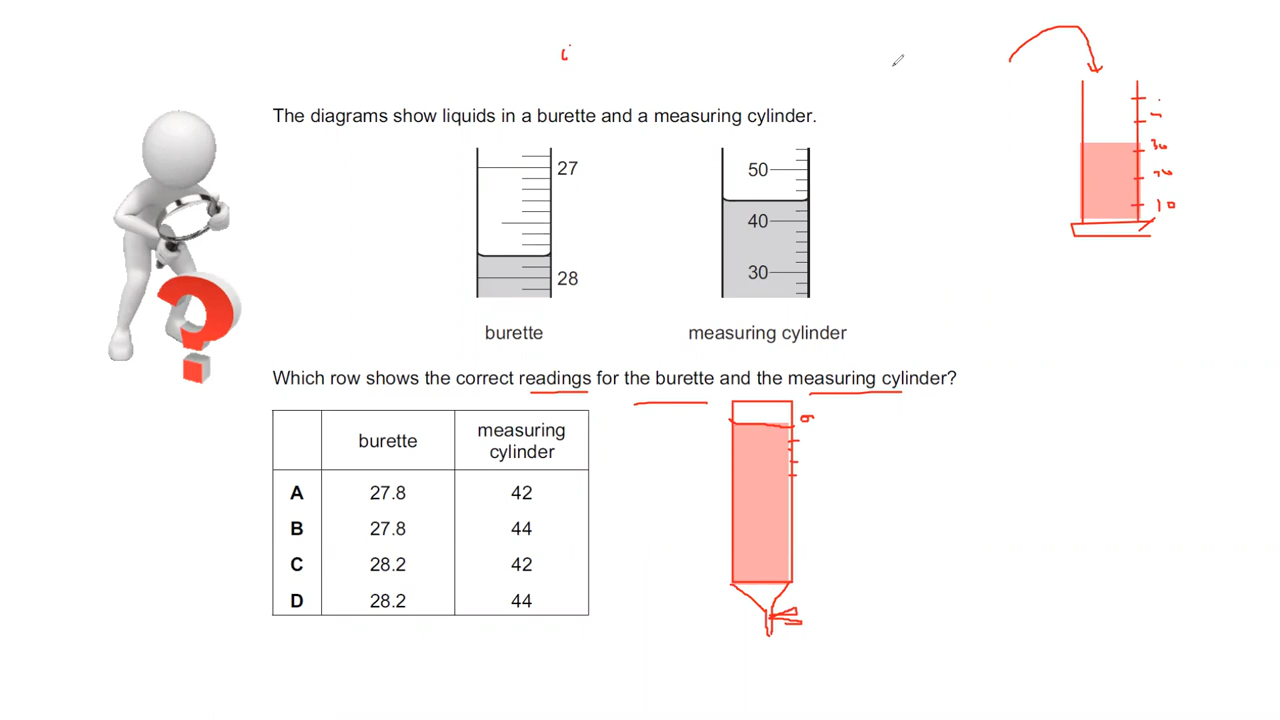 The diagrams show liquids in a burette and a measuring cylinder.
27
28
burette
50
40
30
measuring cylinder
30
10
Which row shows the correct readings for the burette and the measuring cylinder?
burette measuring cylinder
A 27.8 42
B 27.8 44
C 28.2 42
D 28.2 44